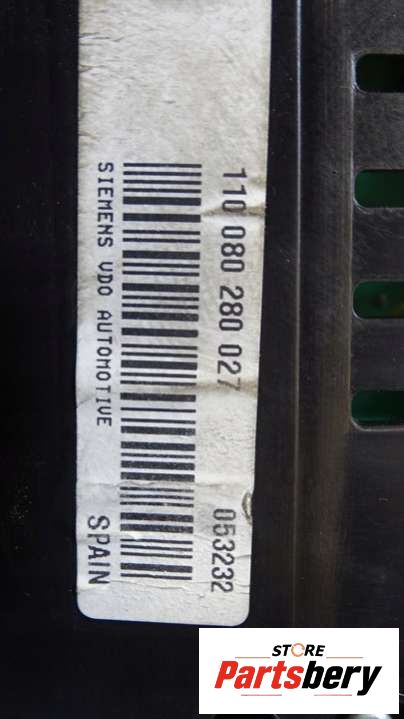 110 080 280 027
053232
SIEMENS VDO AUTOMOTIVE
SPAIN
STORE
Partsbery